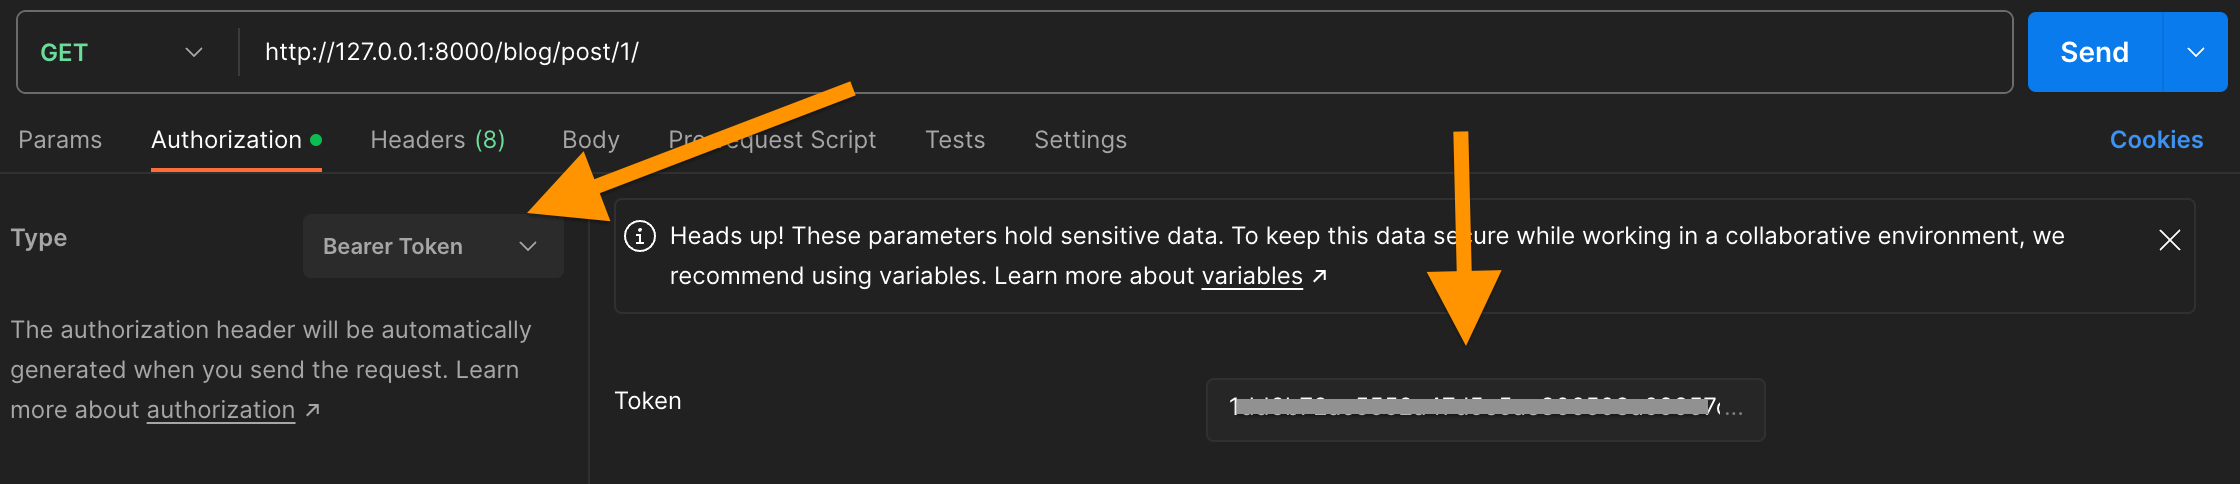 GET http://127.0.0.1:8000/blog/post/1/ Send
Params Authorization Headers (8) Body Script Tests Settings Cookies
Type Bearer Token
Heads up! These parameters hold sensitive data. To keep this data secure while working in a collaborative environment, we
recommend using variables. Learn more about variables ↗
The authorization header will be automatically
generated when you send the request. Learn
more about authorization ↗
Token